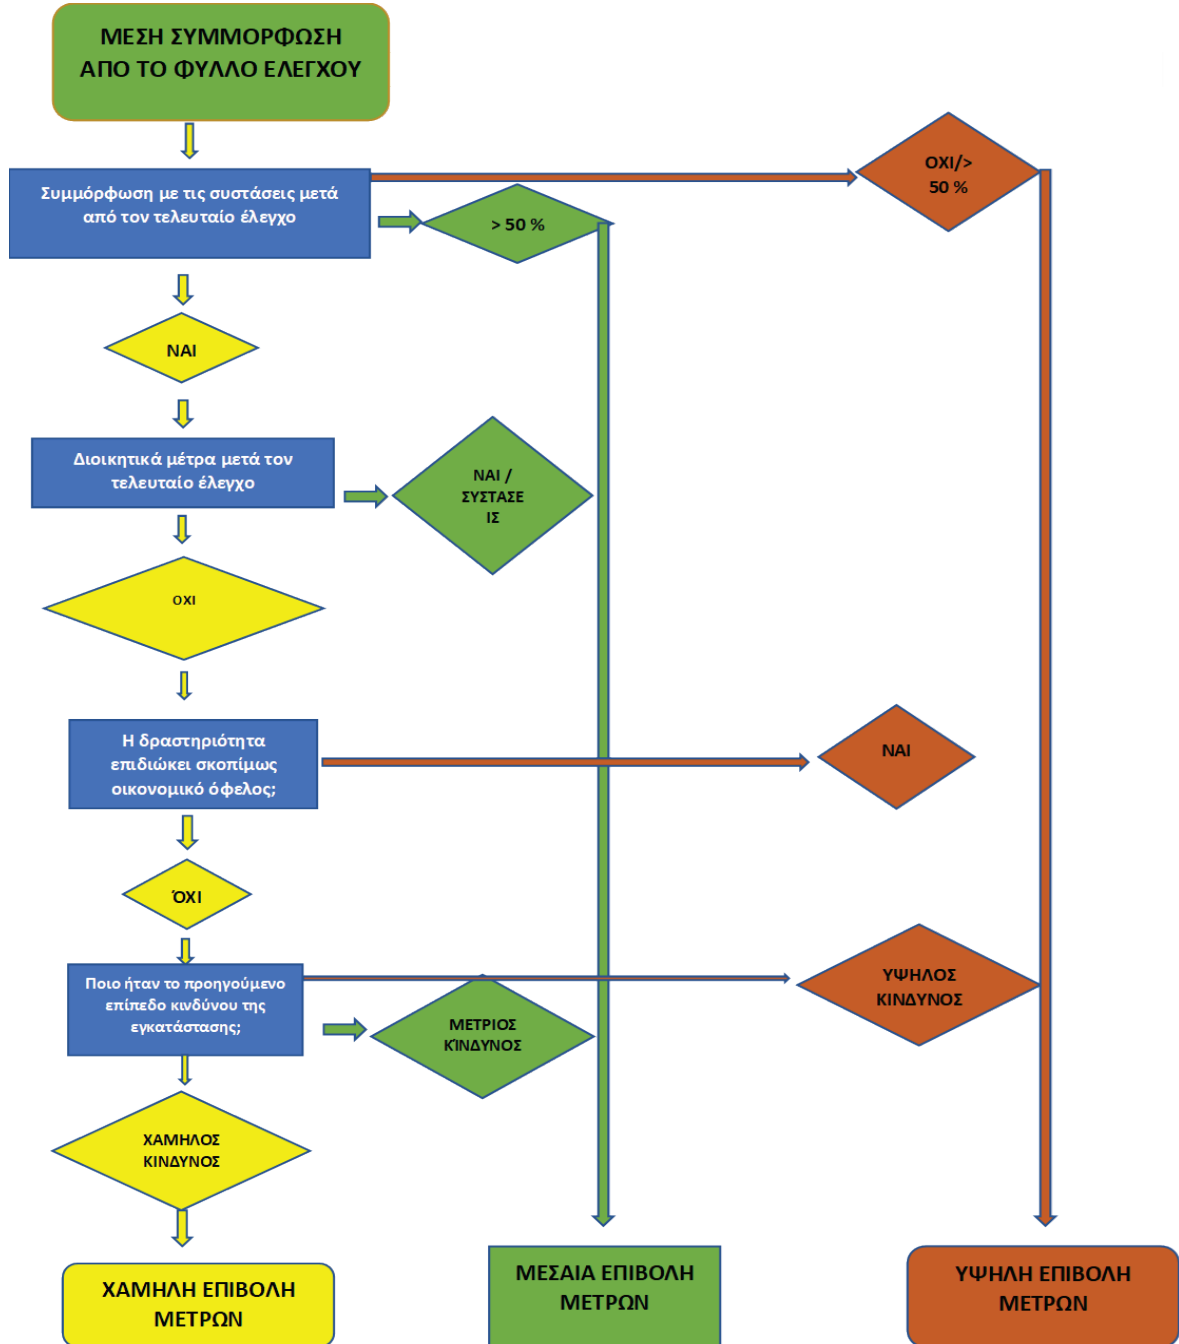 ΜΕΣΗ ΣΥΜΜΟΡΦΩΣΗ
ΑΠΟ ΤΟ ΦΥΛΛΟ ΕΛΕΓΧΟΥ
ΟΧΙ/>
50 %
Συμμόρφωση με τις συστάσεις μετά
από τον τελευταίο έλεγχο
> 50 %
ΝΑΙ
Διοικητικά μέτρα μετά τον
τελευταίο έλεγχο
ΝΑΙ /
ΣΥΣΤΑΣΕ
ΙΣ
ΟΧΙ
Η δραστηριότητα
επιδιώκει σκοπίμως
οικονομικό όφελος;
ΝΑΙ
ΌΧΙ
Ποιο ήταν το προηγούμενο
επίπεδο κινδύνου της
εγκατάστασης;
ΥΨΗΛΟΣ
ΚΙΝΔΥΝΟΣ
ΜΕΤΡΙΟΣ
ΚΊΝΔΥΝΟΣ
ΧΑΜΗΛΟΣ
ΚΙΝΔΥΝΟΣ
ΧΑΜΗΛΗ ΕΠΙΒΟΛΗ
ΜΕΤΡΩΝ
ΜΕΣΑΙΑ ΕΠΙΒΟΛΗ
ΜΕΤΡΩΝ
ΥΨΗΛΗ ΕΠΙΒΟΛΗ
ΜΕΤΡΩΝ